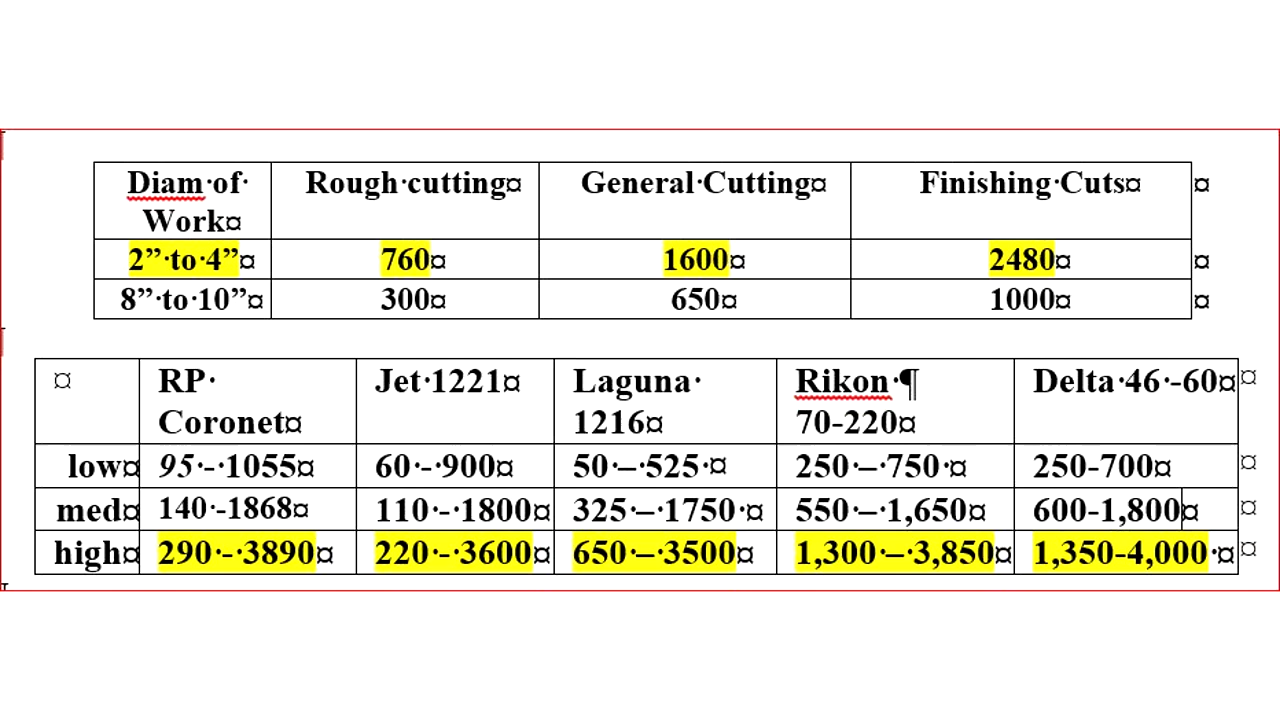 Diam·of· Rough·cutting¤ General·Cutting¤ Finishing·Cuts¤ ¤
Work¤
2”·to·4”¤ 760¤ 1600¤ 2480¤ ¤
8”·to·10”¤ 300¤ 650¤ 1000¤ ¤
¤ RP· Jet·1221¤ Laguna· Rikon·¶ Delta·46·-60¤ ¤
Coronet¤ 1216¤ 70-220¤
low¤ 95·-·1055¤ 60·-·900¤ 50·–·525·¤ 250·–·750·¤ 250-700¤ ¤
med¤ 140·-1868¤ 110·-·1800¤ 325·–·1750·¤ 550·–·1,650¤ 600-1,800¤ ¤
high¤ 290·-·3890¤ 220·-·3600¤ 650·–·3500¤ 1,300·–·3,850¤ 1,350-4,000·¤ ¤